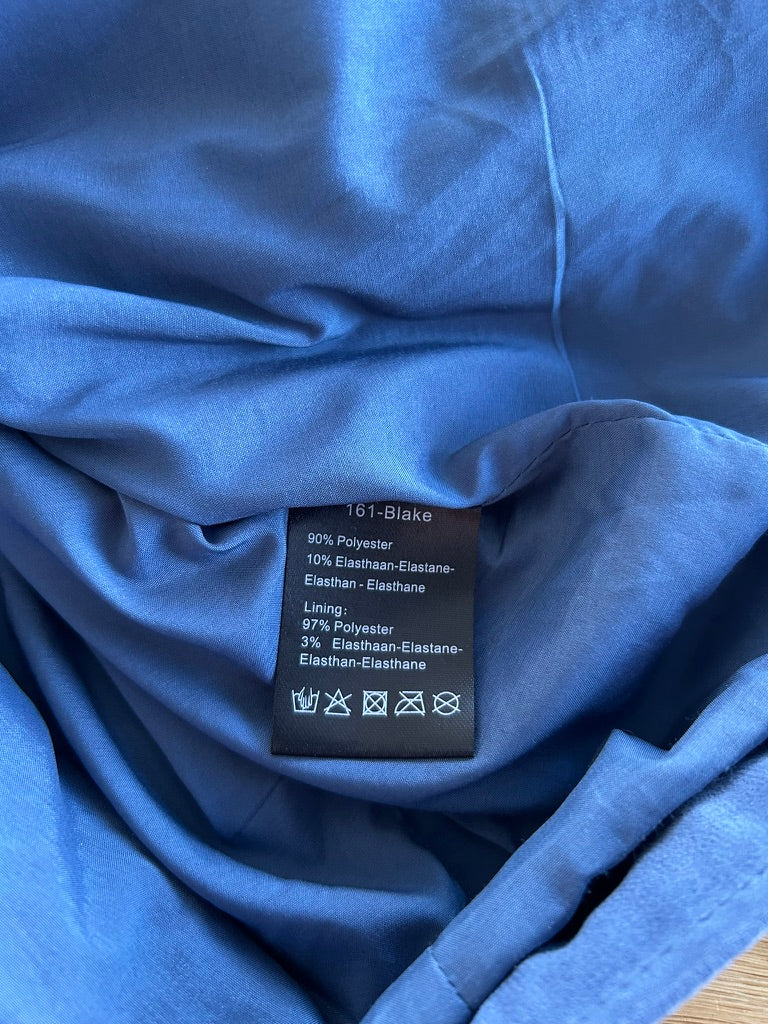 161-Blake
90% Polyester
10% Elasthaan-Elastane-
Elasthan - Elasthane
Lining:
97% Polyester
3% Elasthaan-Elastane-
Elasthan-Elasthane